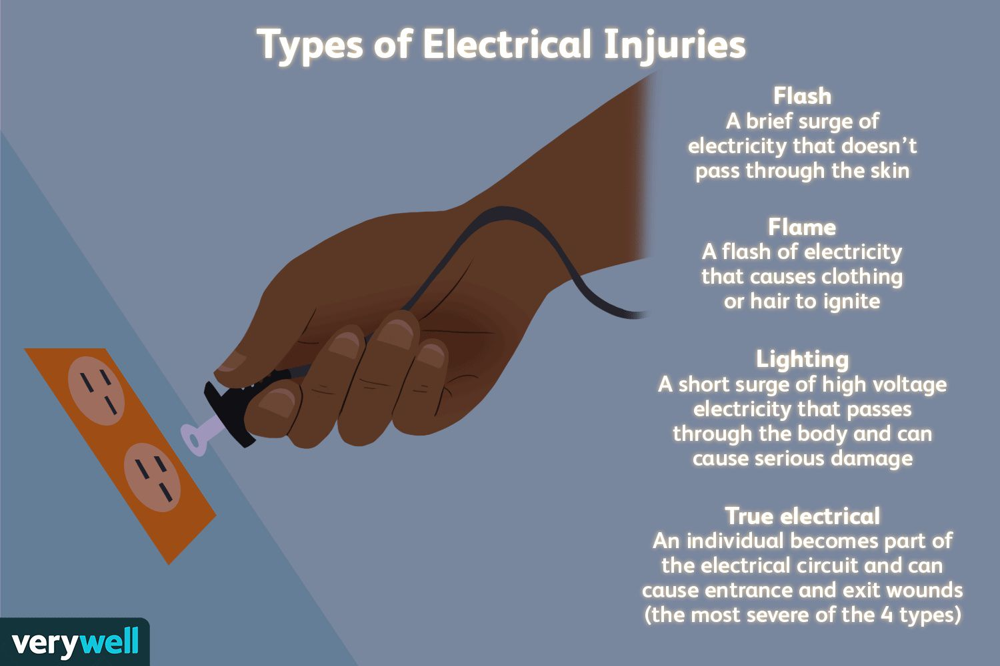 Types of Electrical Injuries
Flash
A brief surge of
electricity that doesn’t
pass through the skin
Flame
A flash of electricity
that causes clothing
or hair to ignite
Lighting
A short surge of high voltage
electricity that passes
through the body and can
cause serious damage
True electrical
An individual becomes part of
the electrical circuit and can
cause entrance and exit wounds
(the most severe of the 4 types)
verywell